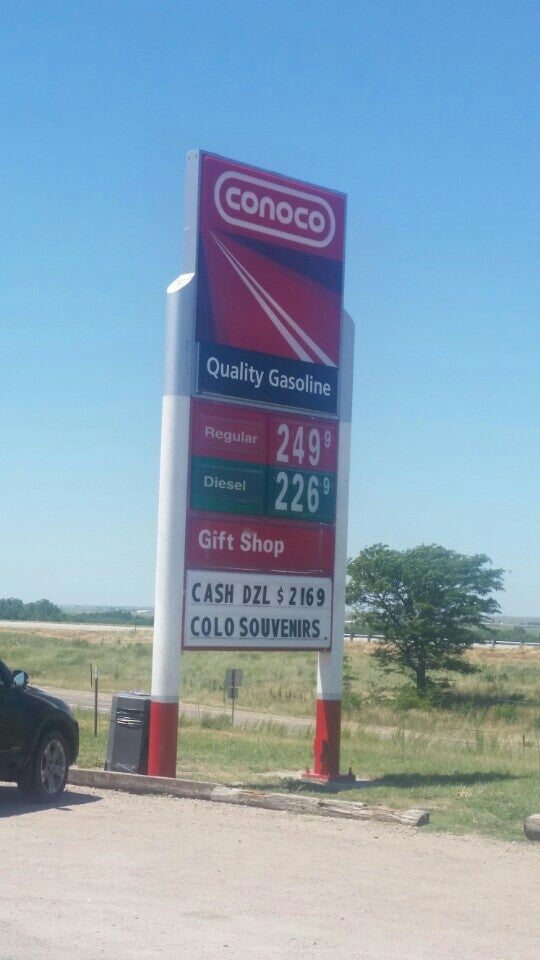 CONOCO
Quality Gasoline
Regular 249 9
Diesel 226 9
Gift Shop
CASH DZL $ 2169
COLO SOUVENIRS